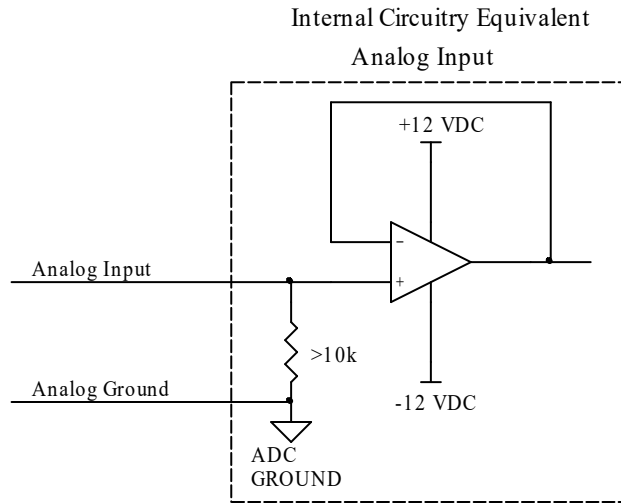 Internal Circuitry Equivalent
Analog Input
+12 VDC
−
Analog Input
+
>10k
Analog Ground
-12 VDC
ADC
GROUND